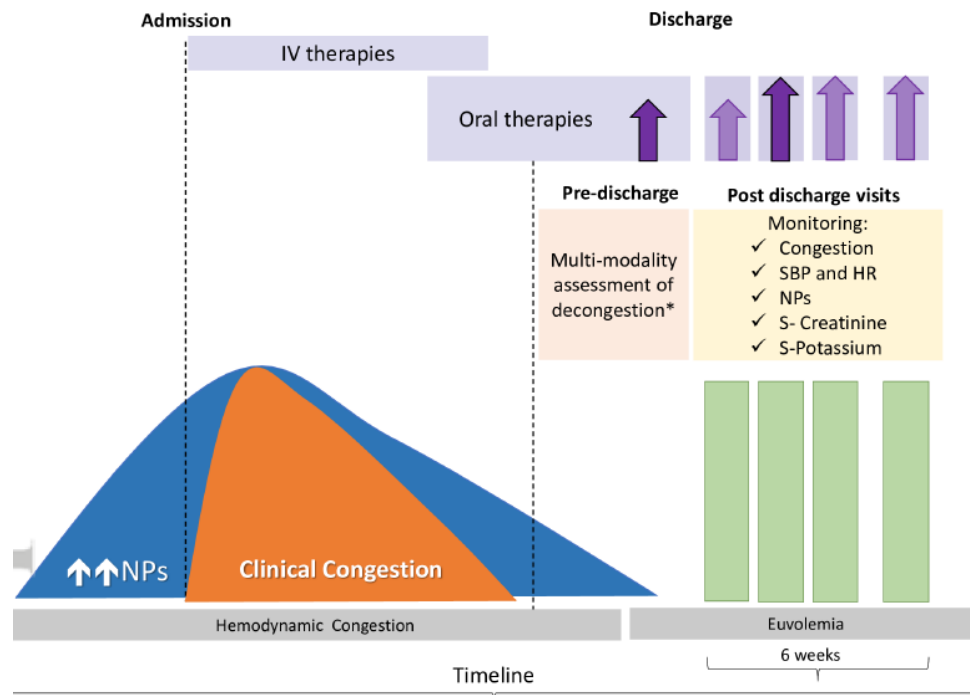 Admission
Discharge
IV therapies
Oral therapies
Pre-discharge
Post discharge visits
Multi-modality
assessment of
decongestion*
Monitoring:
✓ Congestion
✓ SBP and HR
✓ NPs
✓ S- Creatinine
✓ S-Potassium
NPs
Clinical Congestion
Hemodynamic Congestion
Euvolemia
6 weeks
Timeline